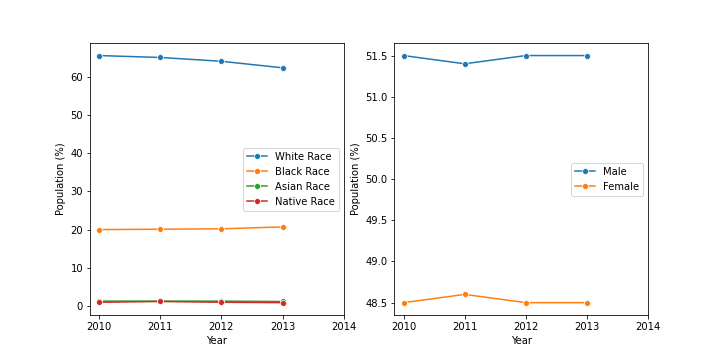 Population (%)
60
50
40
30
20
10
0
2010 2011 2012 2013 2014
Year
White Race
Black Race
Asian Race
Native Race
Population (%)
51.5
51.0
50.5
50.0
49.5
49.0
48.5
2010 2011 2012 2013 2014
Year
Male
Female